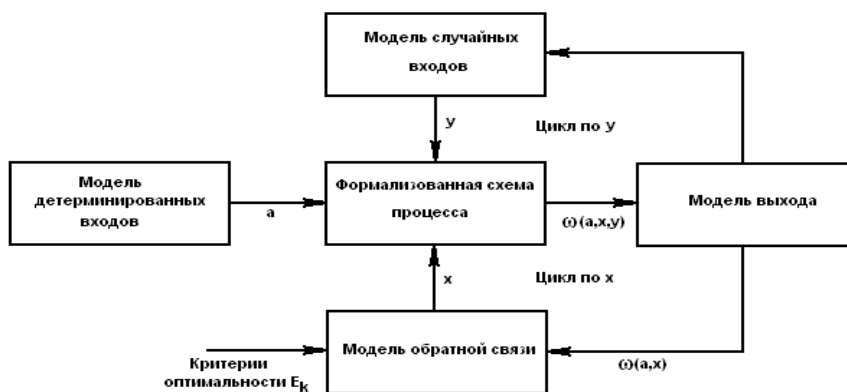 Модель случайных
входов
y
Цикл по y
Модель
детерминированных
входов
a
Формализованная схема
процесса
ω(a,x,y)
Модель выхода
x
Цикл по x
Модель обратной связи
ω(a,x)
Критерии
оптимальности Ek